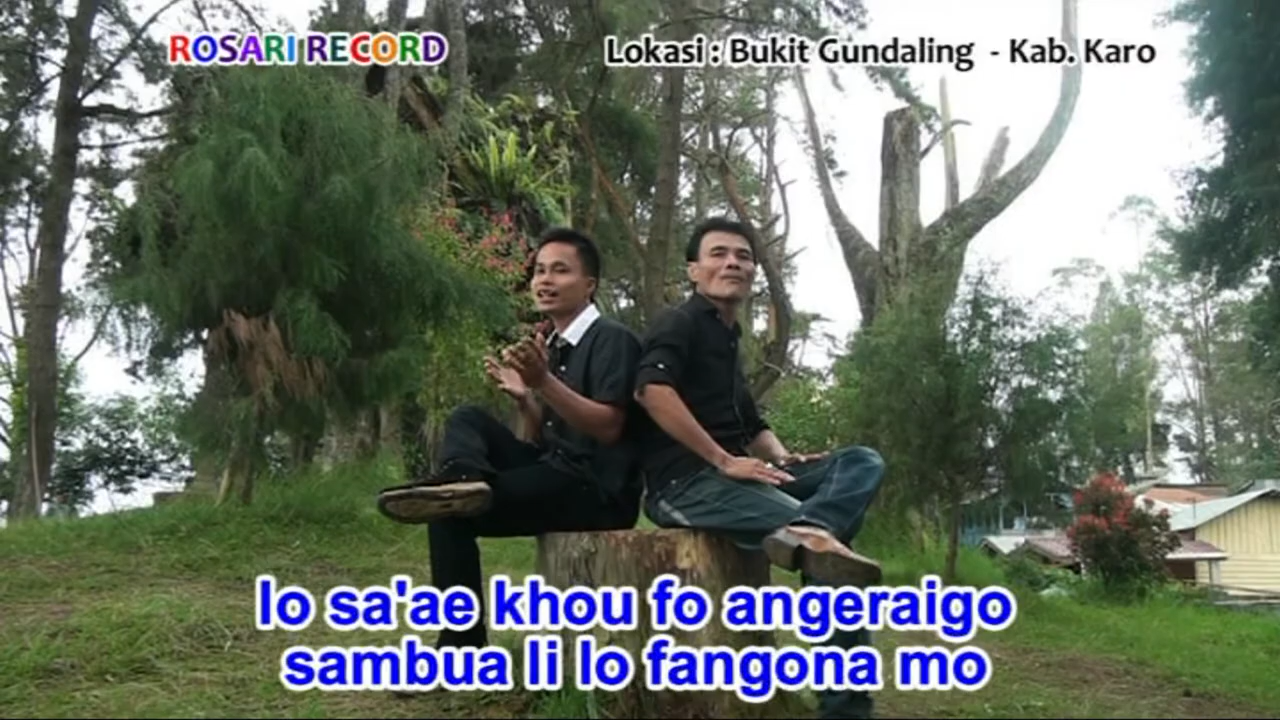 ROSARI RECORD
Lokasi : Bukit Gundaling - Kab. Karo
lo sa'ae khou fo angeraigo
sambua li lo fangona mo